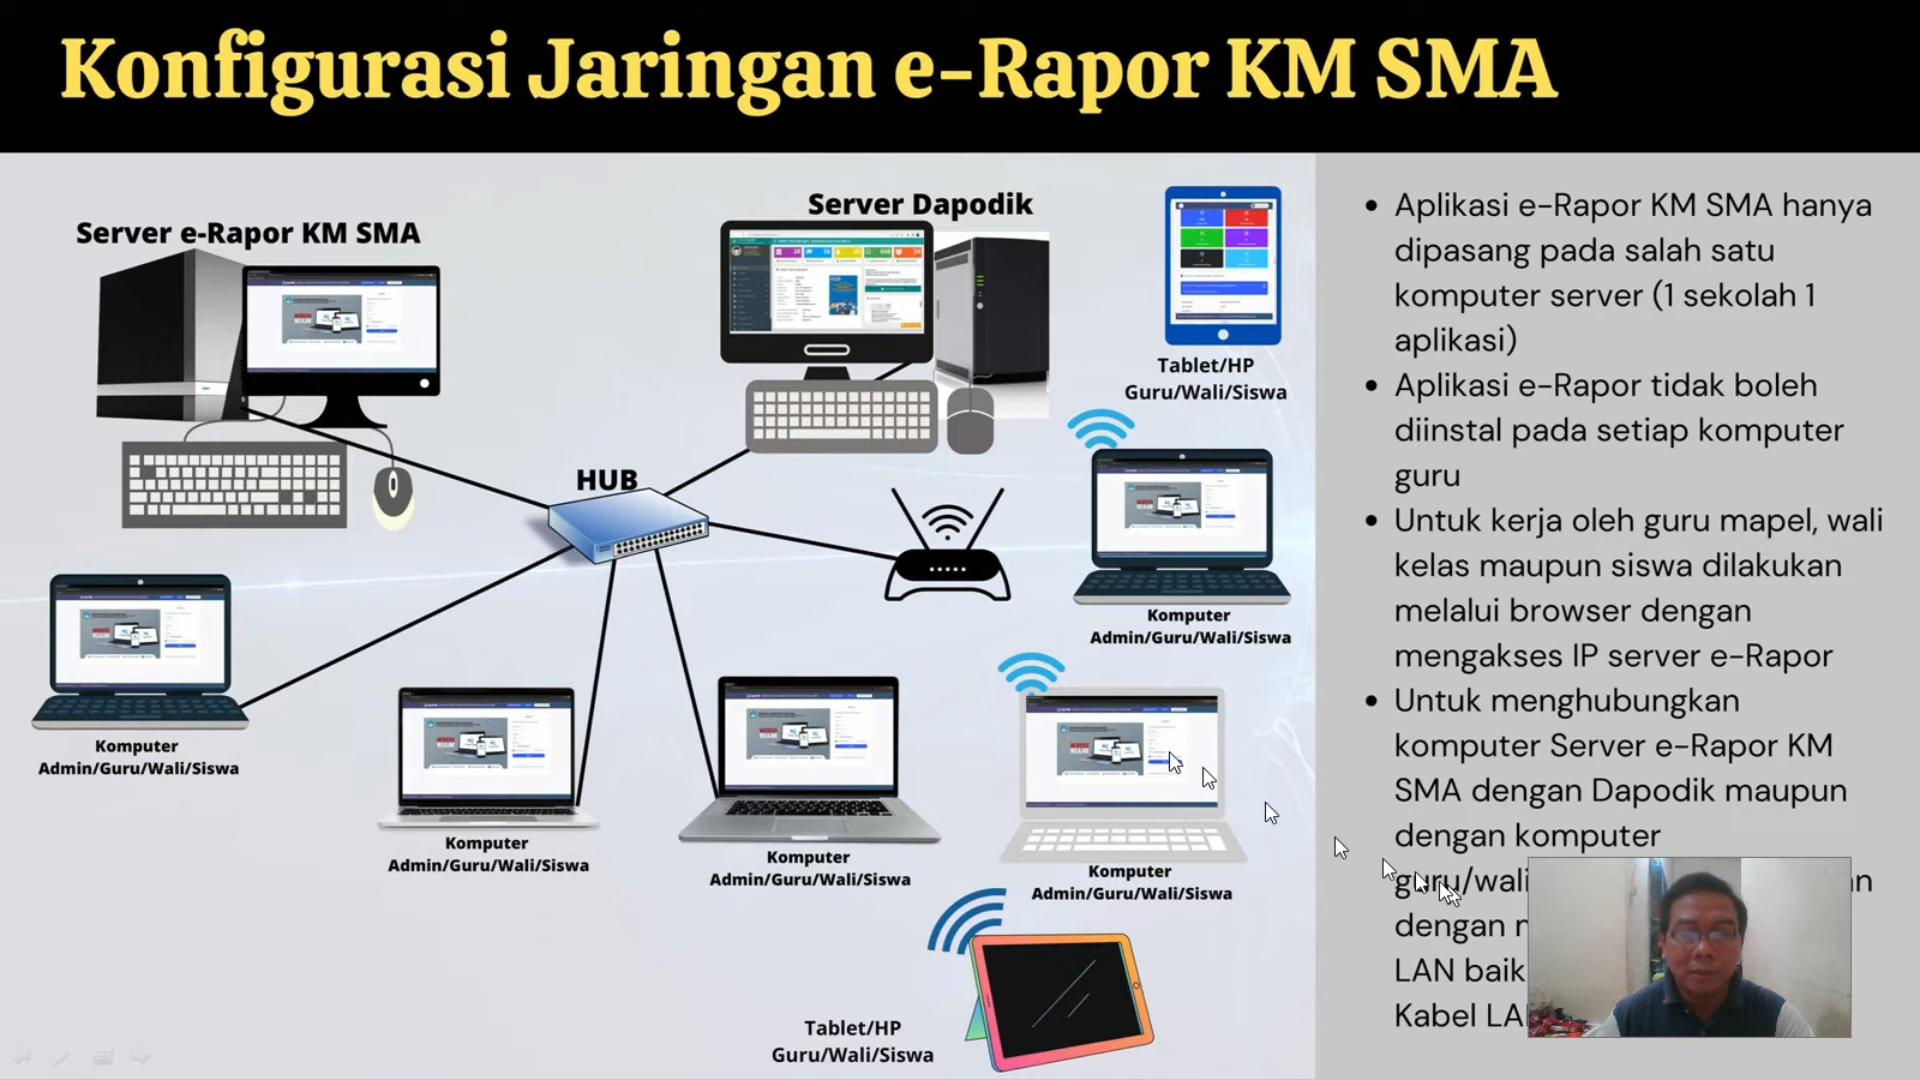 Konfigurasi Jaringan e-Rapor KM SMA
Server e-Rapor KM SMA
Server Dapodik
Tablet/HP
Guru/Wali/Siswa
HUB
Komputer
Admin/Guru/Wali/Siswa
Komputer
Admin/Guru/Wali/Siswa
Komputer
Admin/Guru/Wali/Siswa
Komputer
Admin/Guru/Wali/Siswa
Komputer
Admin/Guru/Wali/Siswa
Tablet/HP
Guru/Wali/Siswa
• Aplikasi e-Rapor KM SMA hanya
dipasang pada salah satu
komputer server (1 sekolah 1
aplikasi)
• Aplikasi e-Rapor tidak boleh
diinstal pada setiap komputer
guru
• Untuk kerja oleh guru mapel, wali
kelas maupun siswa dilakukan
melalui browser dengan
mengakses IP server e-Rapor
• Untuk menghubungkan
komputer Server e-Rapor KM
SMA dengan Dapodik maupun
dengan komputer
guru/wali
dengan
LAN baik
Kabel